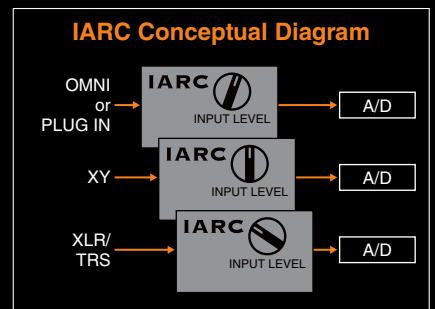 IARC Conceptual Diagram
OMNI
or
PLUG IN
IARC
INPUT LEVEL
A/D
XY
IARC
INPUT LEVEL
A/D
XLR/
TRS
IARC
INPUT LEVEL
A/D